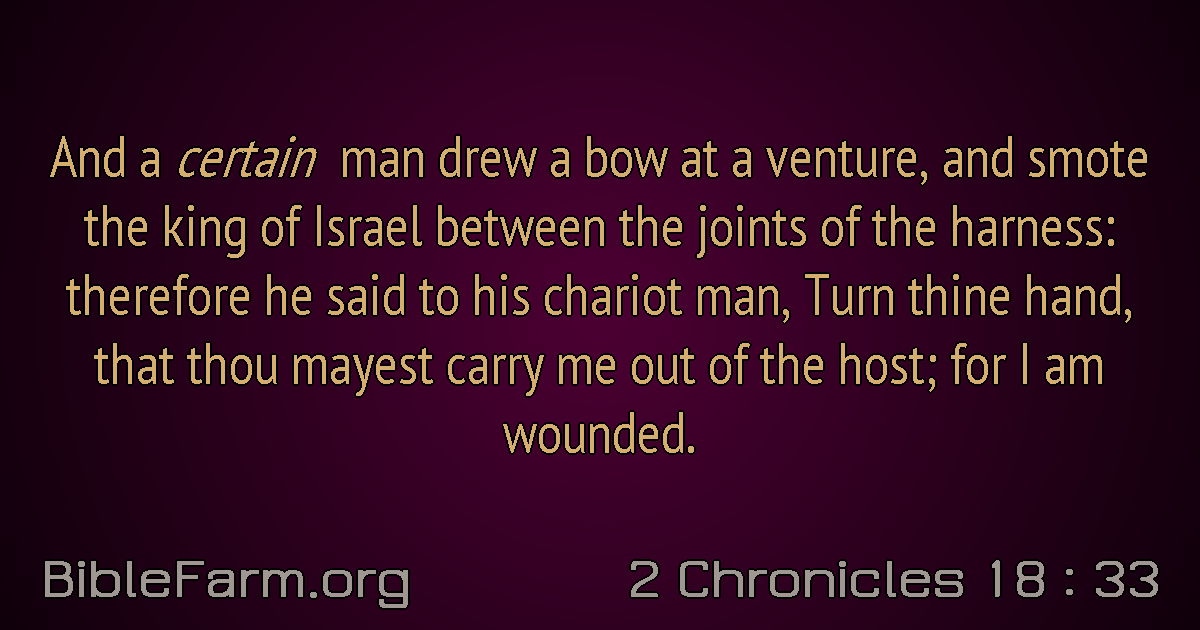 And a certain man drew a bow at a venture, and smote
the king of Israel between the joints of the harness:
therefore he said to his chariot man, Turn thine hand,
that thou mayest carry me out of the host; for I am
wounded.
BibleFarm.org
2 Chronicles 18 : 33